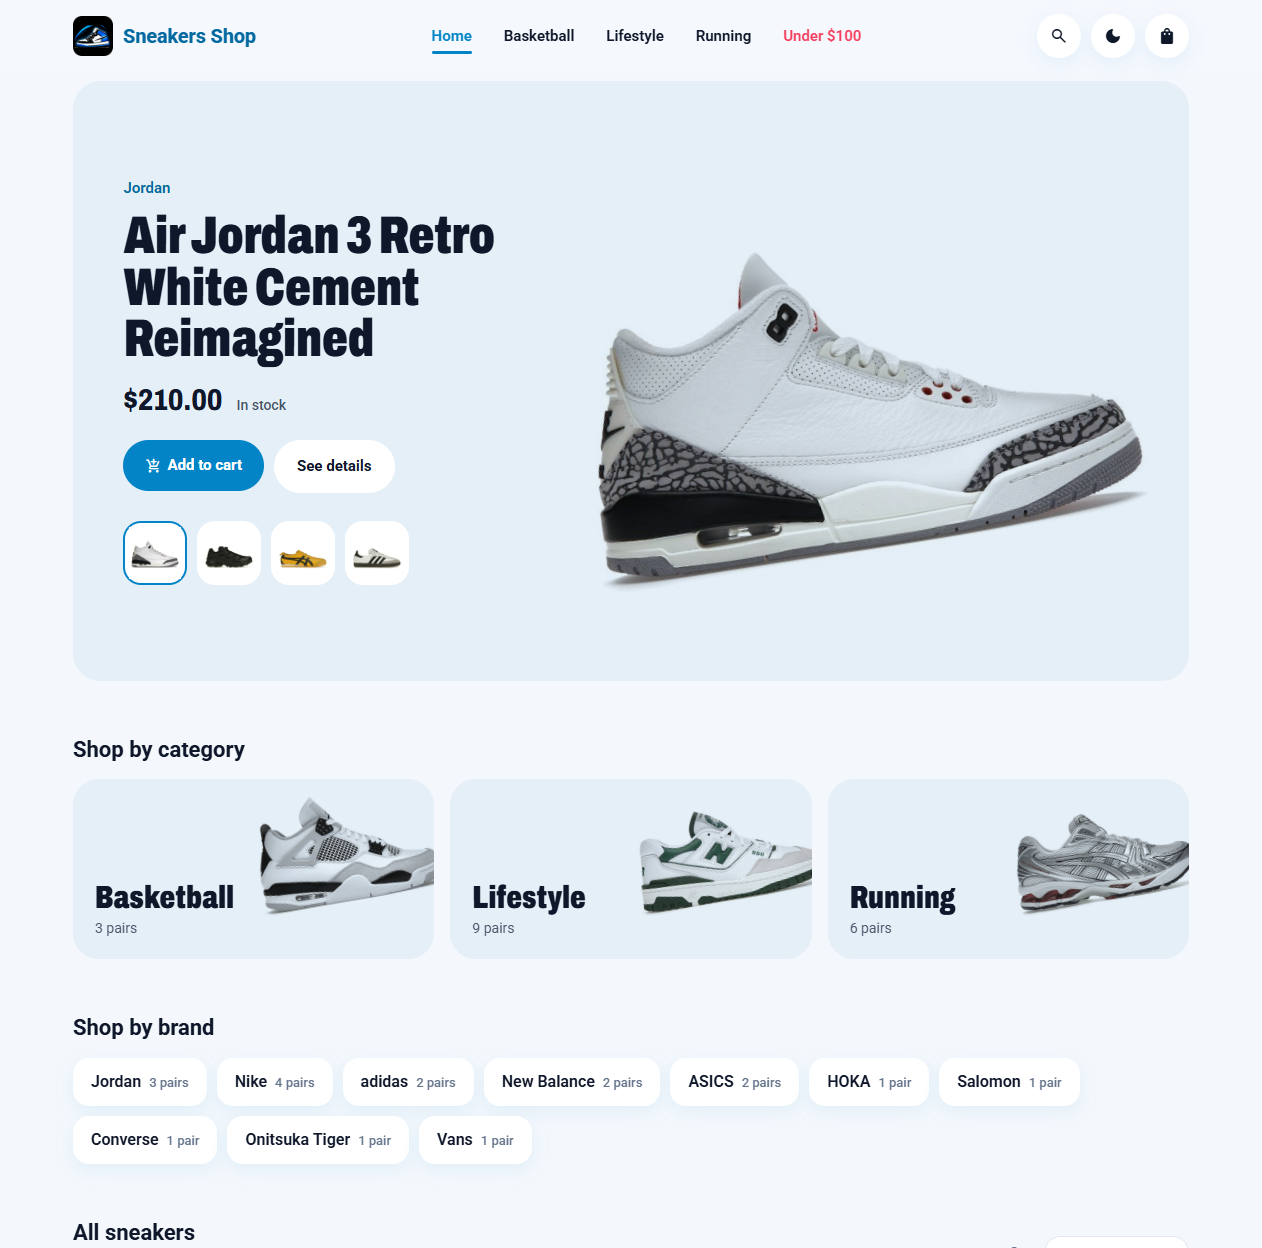 Sneakers Shop
Home
Basketball
Lifestyle
Running
Under $100
Jordan
Air Jordan 3 Retro
White Cement
Reimagined
$210.00 In stock
Add to cart
See details
Shop by category
Basketball
3 pairs
Lifestyle
9 pairs
Running
6 pairs
Shop by brand
Jordan 3 pairs
Nike 4 pairs
adidas 2 pairs
New Balance 2 pairs
ASICS 2 pairs
HOKA 1 pair
Salomon 1 pair
Converse 1 pair
Onitsuka Tiger 1 pair
Vans 1 pair
All sneakers